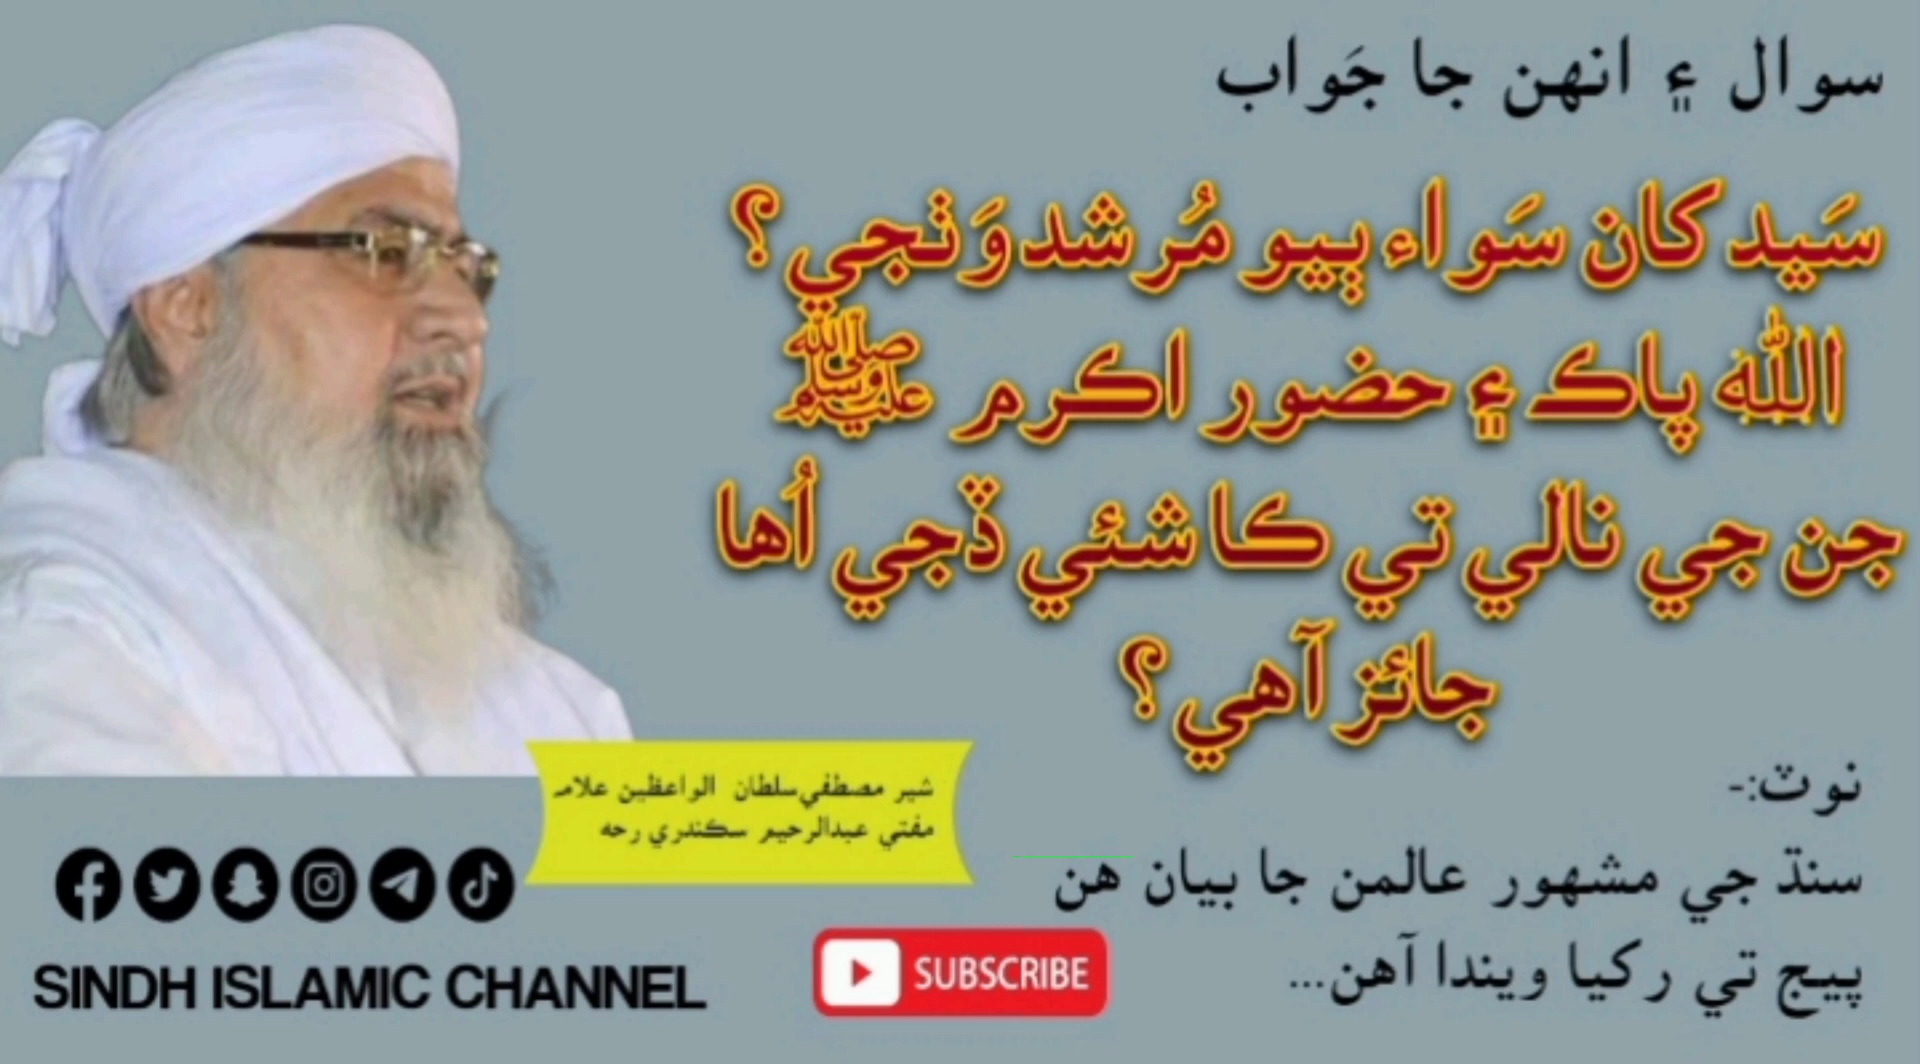 سوال ۽ انهن جا جَواب
سَيد کان سَواءِ ٻيو مُرشد وَٺجي؟
الله پاڪ ۽ حضور اڪرم ﷺ
جن جي نالي تي ڪا شئي ڏجي اُها
جائز آهي؟
شير مصطفيٰ سلطان الواعظين علامہ
مفتي عبدالرحيم سڪندري رحه
نوٽ:-
سنڌ جي مشهور عالمن جا بيان هن
پيج تي رکيا ويندا آهن...
SINDH ISLAMIC CHANNEL
SUBSCRIBE